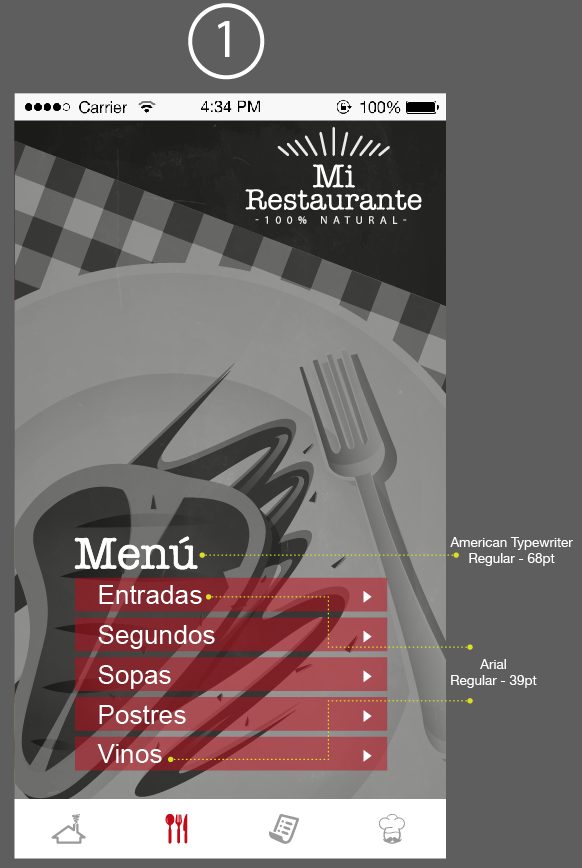 1
Carrier
4:34 PM
100%
Mi
Restaurante
-100% NATURAL-
Menú
American Typewriter
Regular - 68pt
Entradas
Segundos
Sopas
Arial
Regular - 39pt
Postres
Vinos